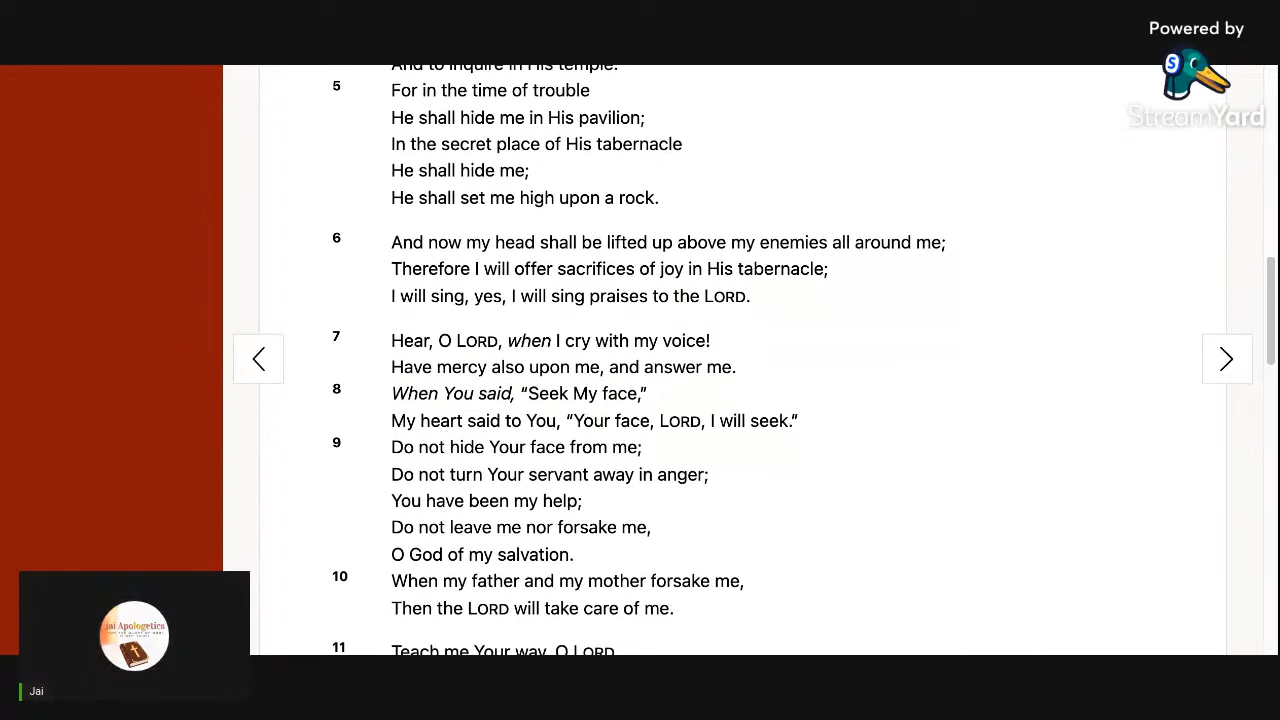 Powered by
StreamYard
And to inquire in His temple.
5 For in the time of trouble
He shall hide me in His pavilion;
In the secret place of His tabernacle
He shall hide me;
He shall set me high upon a rock.
6 And now my head shall be lifted up above my enemies all around me;
Therefore I will offer sacrifices of joy in His tabernacle;
I will sing, yes, I will sing praises to the LORD.
7 Hear, O LORD, when I cry with my voice!
Have mercy also upon me, and answer me.
8 When You said, “Seek My face,”
My heart said to You, “Your face, LORD, I will seek.”
9 Do not hide Your face from me;
Do not turn Your servant away in anger;
You have been my help;
Do not leave me nor forsake me,
O God of my salvation.
10 When my father and my mother forsake me,
Then the LORD will take care of me.
11 Teach me Your way, O LORD
Jai Apologetics
Jai